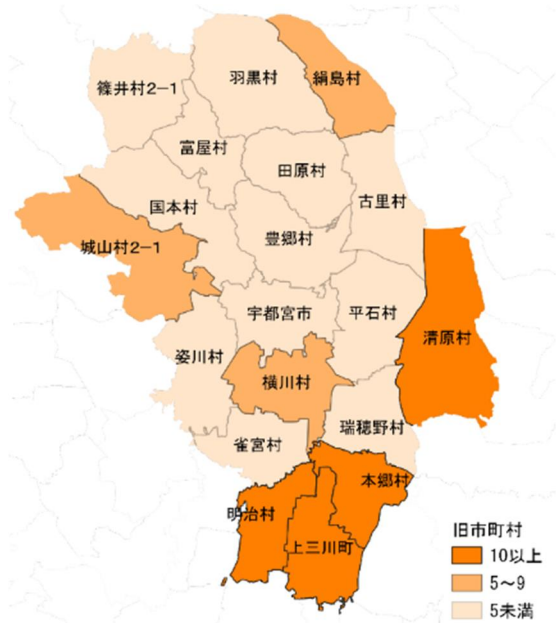 羽黒村
絹島村
篠井村2-1
富屋村
田原村
古里村
国本村
豊郷村
城山村2-1
宇都宮市
平石村
清原村
姿川村
横川村
瑞穂野村
雀宮村
本郷村
明治村
上三川町
旧市町村
10以上
5～9
5未満